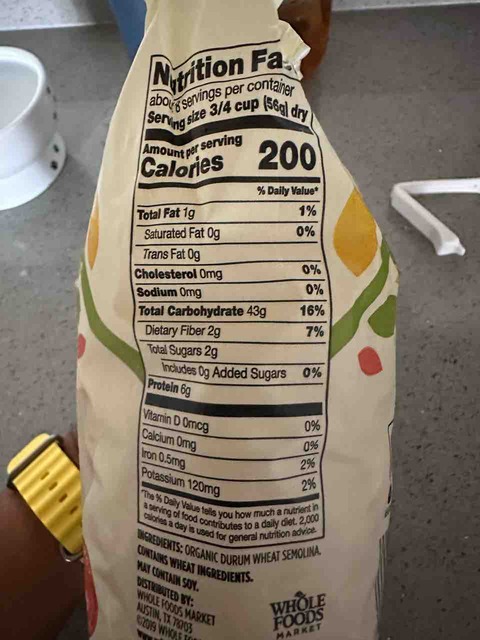 Nutrition Fa
about 8 servings per container
Serving size 3/4 cup (56g) dry
Amount per serving
Calories 200
% Daily Value*
Total Fat 1g 1%
Saturated Fat 0g 0%
Trans Fat 0g
Cholesterol 0mg 0%
Sodium 0mg 0%
Total Carbohydrate 43g 16%
Dietary Fiber 2g 7%
Total Sugars 2g
Includes 0g Added Sugars 0%
Protein 6g
Vitamin D 0mcg 0%
Calcium 0mg 0%
Iron 0.5mg 2%
Potassium 120mg 2%
*The % Daily Value tells you how much a nutrient in
a serving of food contributes to a daily diet. 2,000
calories a day is used for general nutrition advice.
INGREDIENTS: ORGANIC DURUM WHEAT SEMOLINA.
CONTAINS WHEAT INGREDIENTS.
MAY CONTAIN SOY.
DISTRIBUTED BY:
WHOLE FOODS MARKET
AUSTIN, TX 78703
©2019 WHOLE FOO
WHOLE
FOODS
MARKET